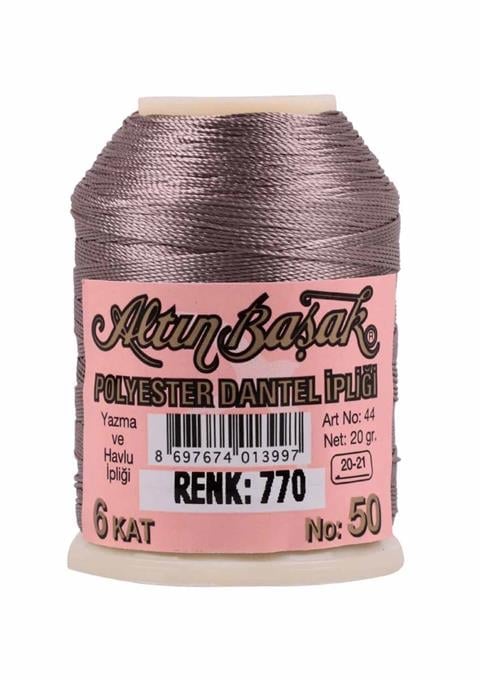 Altın Başak ®
POLYESTER DANTEL İPLİĞİ
Yazma
ve
Havlu
İpliği
8 697674 013997
Art No: 44
Net: 20 gr.
20-21
RENK: 770
6 KAT
No: 50